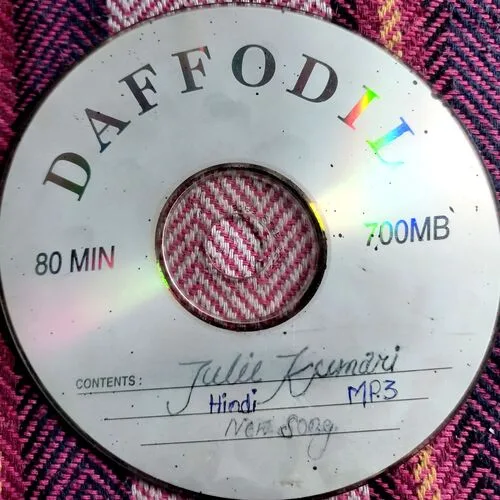 DAFFODIL
80 MIN 700MB
CONTENTS: Julie Kumari
Hindi MP3
New Song